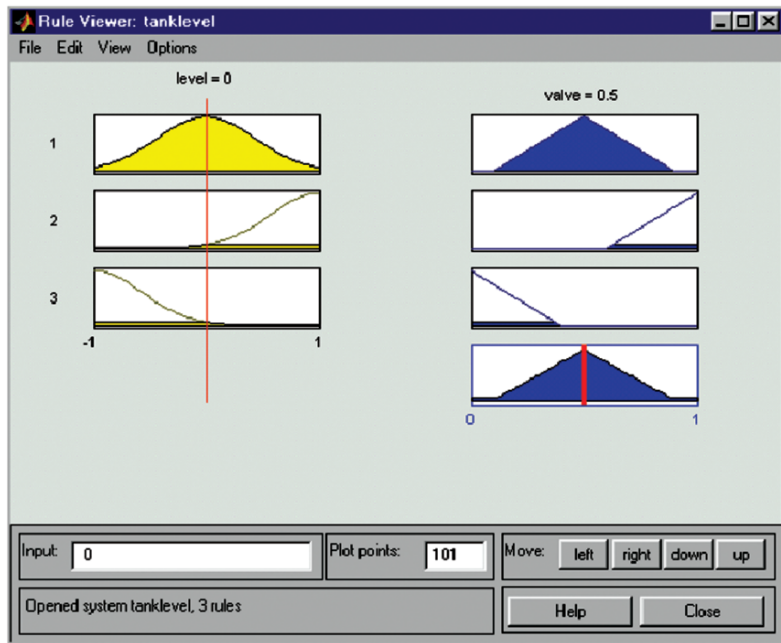 Rule Viewer: tanklevel
File Edit View Options
level = 0
valve = 0.5
1
2
3
-1 1
0 1
Input: 0
Plot points: 101
Move: left right down up
Opened system tanklevel, 3 rules
Help Close